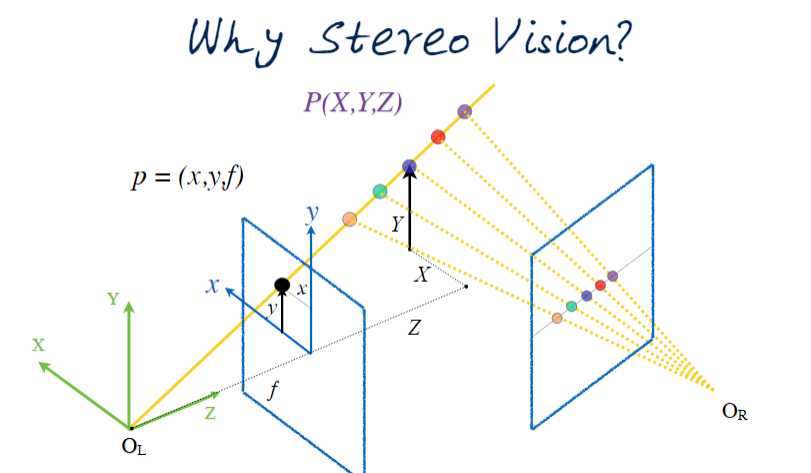 Why Stereo Vision?
P(X,Y,Z)
p = (x,y,f)
y
Y
x
x
X
y
Y
Z
X
f
Z
O_L
O_R